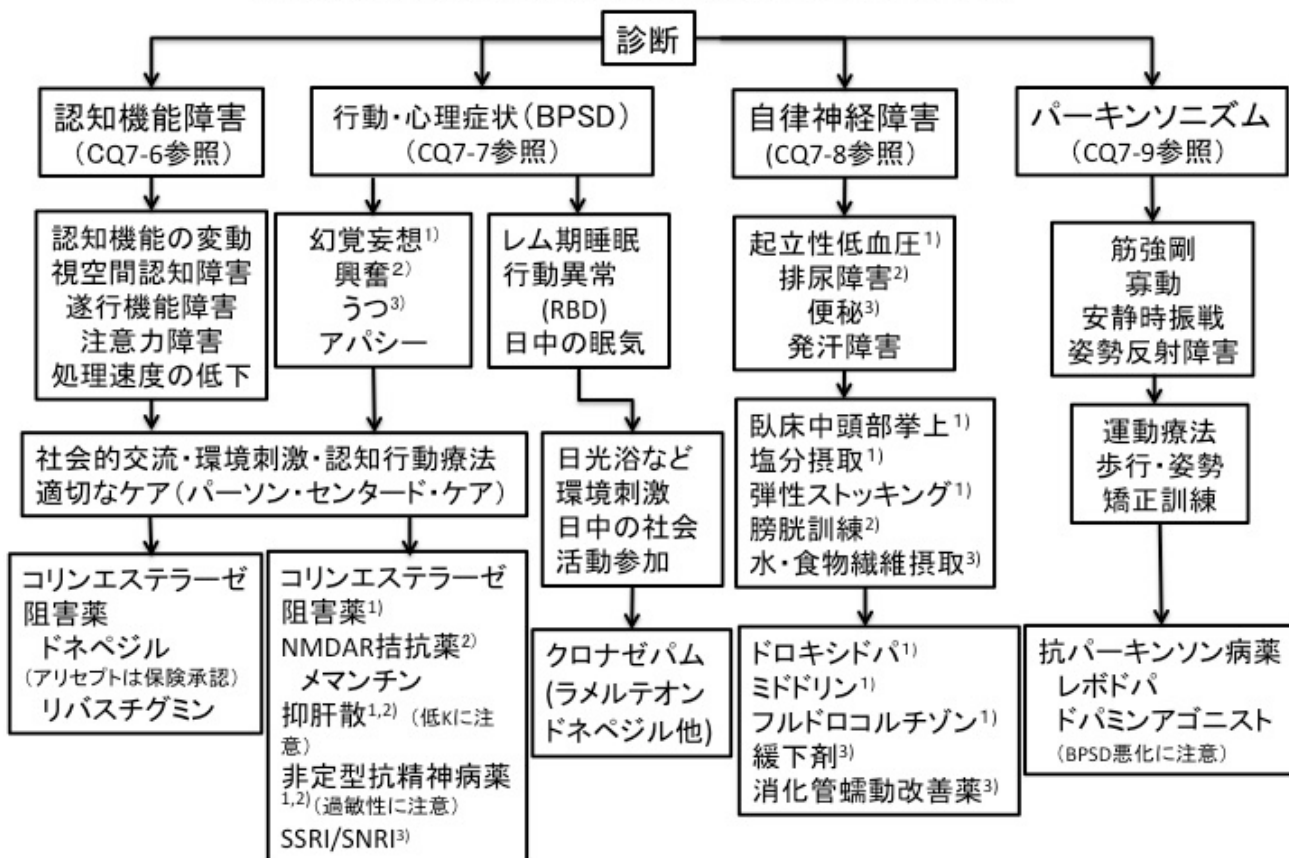 診断
認知機能障害
(CQ7-6参照)
行動・心理症状(BPSD)
(CQ7-7参照)
自律神経障害
(CQ7-8参照)
パーキンソニズム
(CQ7-9参照)
認知機能の変動
視空間認知障害
遂行機能障害
注意力障害
処理速度の低下
幻覚妄想1)
興奮2)
うつ3)
アパシー
レム期睡眠
行動異常
(RBD)
日中の眠気
起立性低血圧1)
排尿障害2)
便秘3)
発汗障害
筋強剛
寡動
安静時振戦
姿勢反射障害
社会的交流・環境刺激・認知行動療法
適切なケア(パーソン・センタード・ケア)
日光浴など
環境刺激
日中の社会
活動参加
臥床中頭部挙上1)
塩分摂取1)
弾性ストッキング1)
膀胱訓練2)
水・食物繊維摂取3)
運動療法
歩行・姿勢
矯正訓練
コリンエステラーゼ
阻害薬
ドネペジル
(アリセプトは保険承認)
リバスチグミン
コリンエステラーゼ
阻害薬1)
NMDAR拮抗薬2)
メマンチン
抑肝散1,2) (低Kに注
意)
非定型抗精神病薬
1,2)(過敏性に注意)
SSRI/SNRI3)
クロナゼパム
(ラメルテオン
ドネペジル他)
ドロキシドパ1)
ミドドリン1)
フルドロコルチゾン1)
緩下剤3)
消化管蠕動改善薬3)
抗パーキンソン病薬
レボドパ
ドパミンアゴニスト
(BPSD悪化に注意)